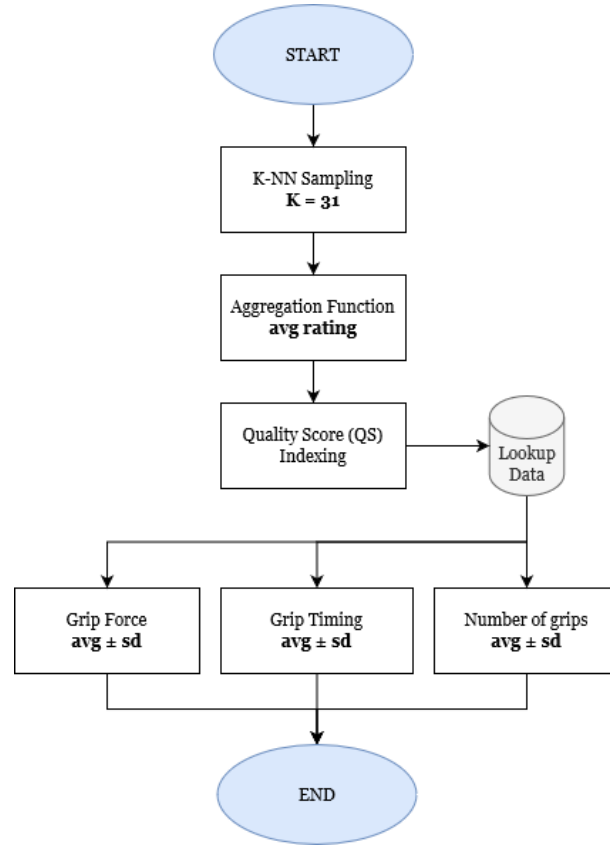 START
K-NN Sampling
K = 31
Aggregation Function
avg rating
Quality Score (QS)
Indexing
Lookup
Data
Grip Force
avg ± sd
Grip Timing
avg ± sd
Number of grips
avg ± sd
END